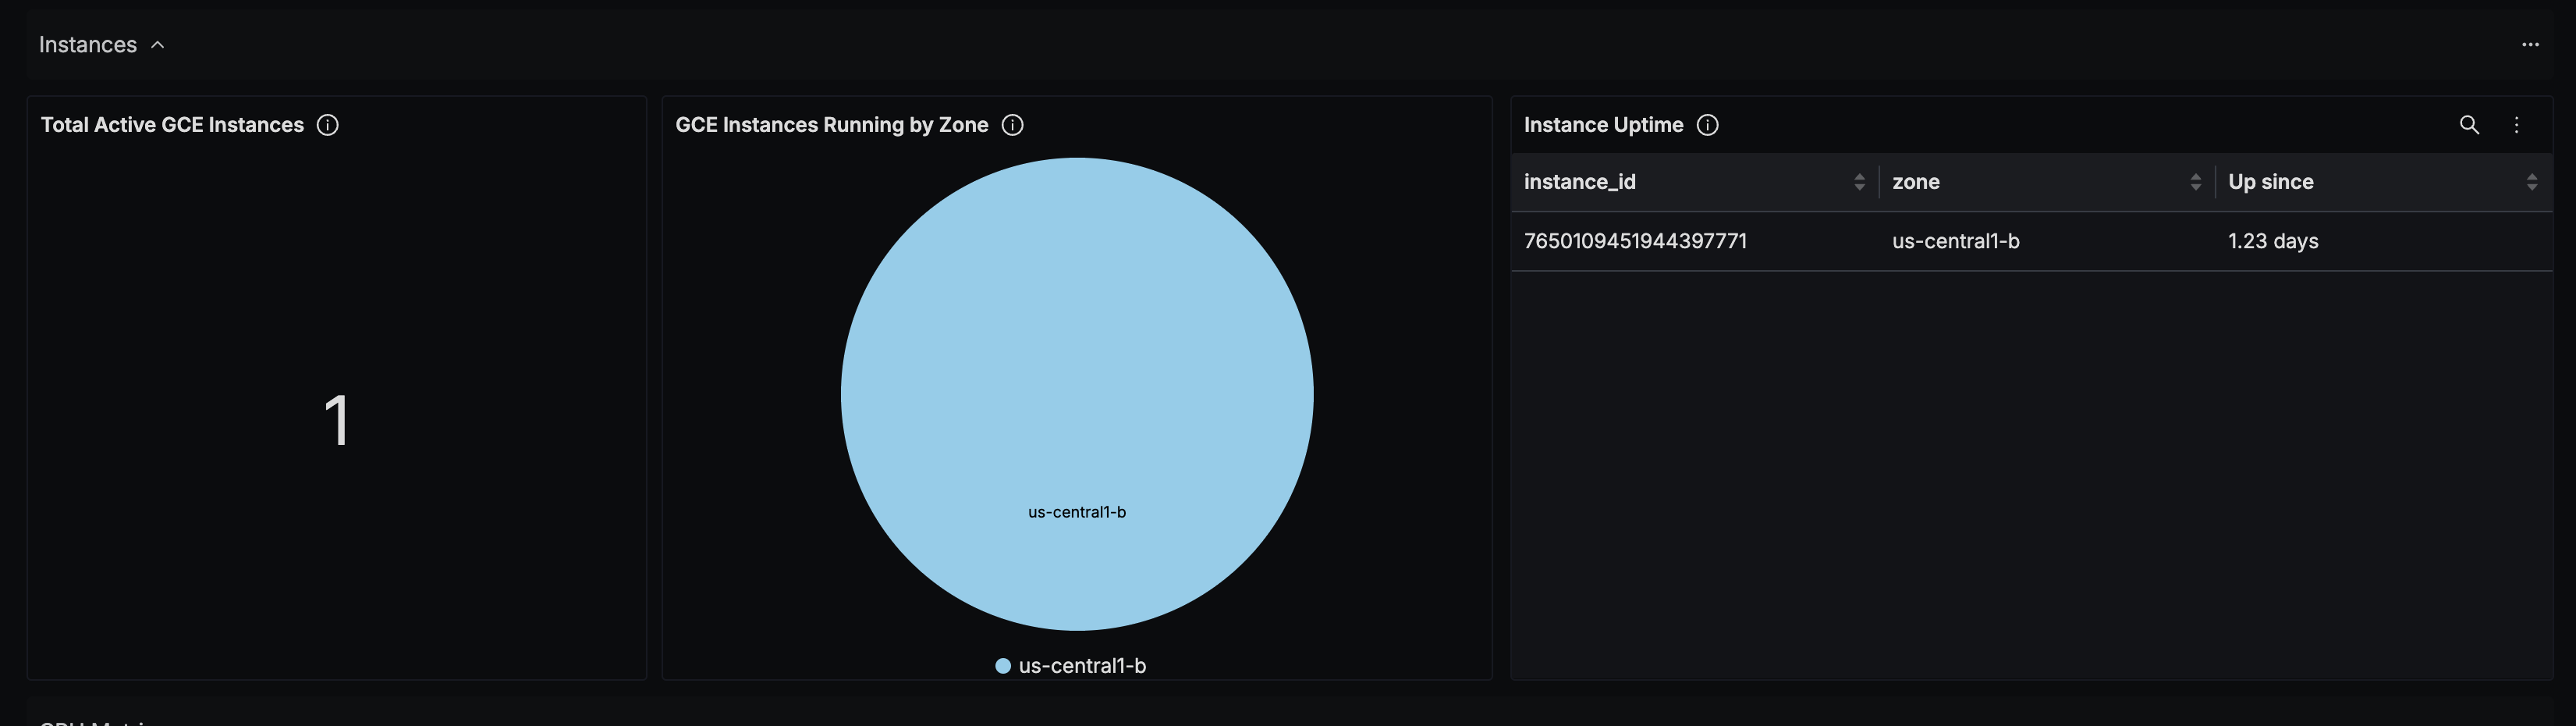 Instances
Total Active GCE Instances
1
GCE Instances Running by Zone
us-central1-b
us-central1-b
Instance Uptime
instance_id zone Up since
7650109451944397771 us-central1-b 1.23 days